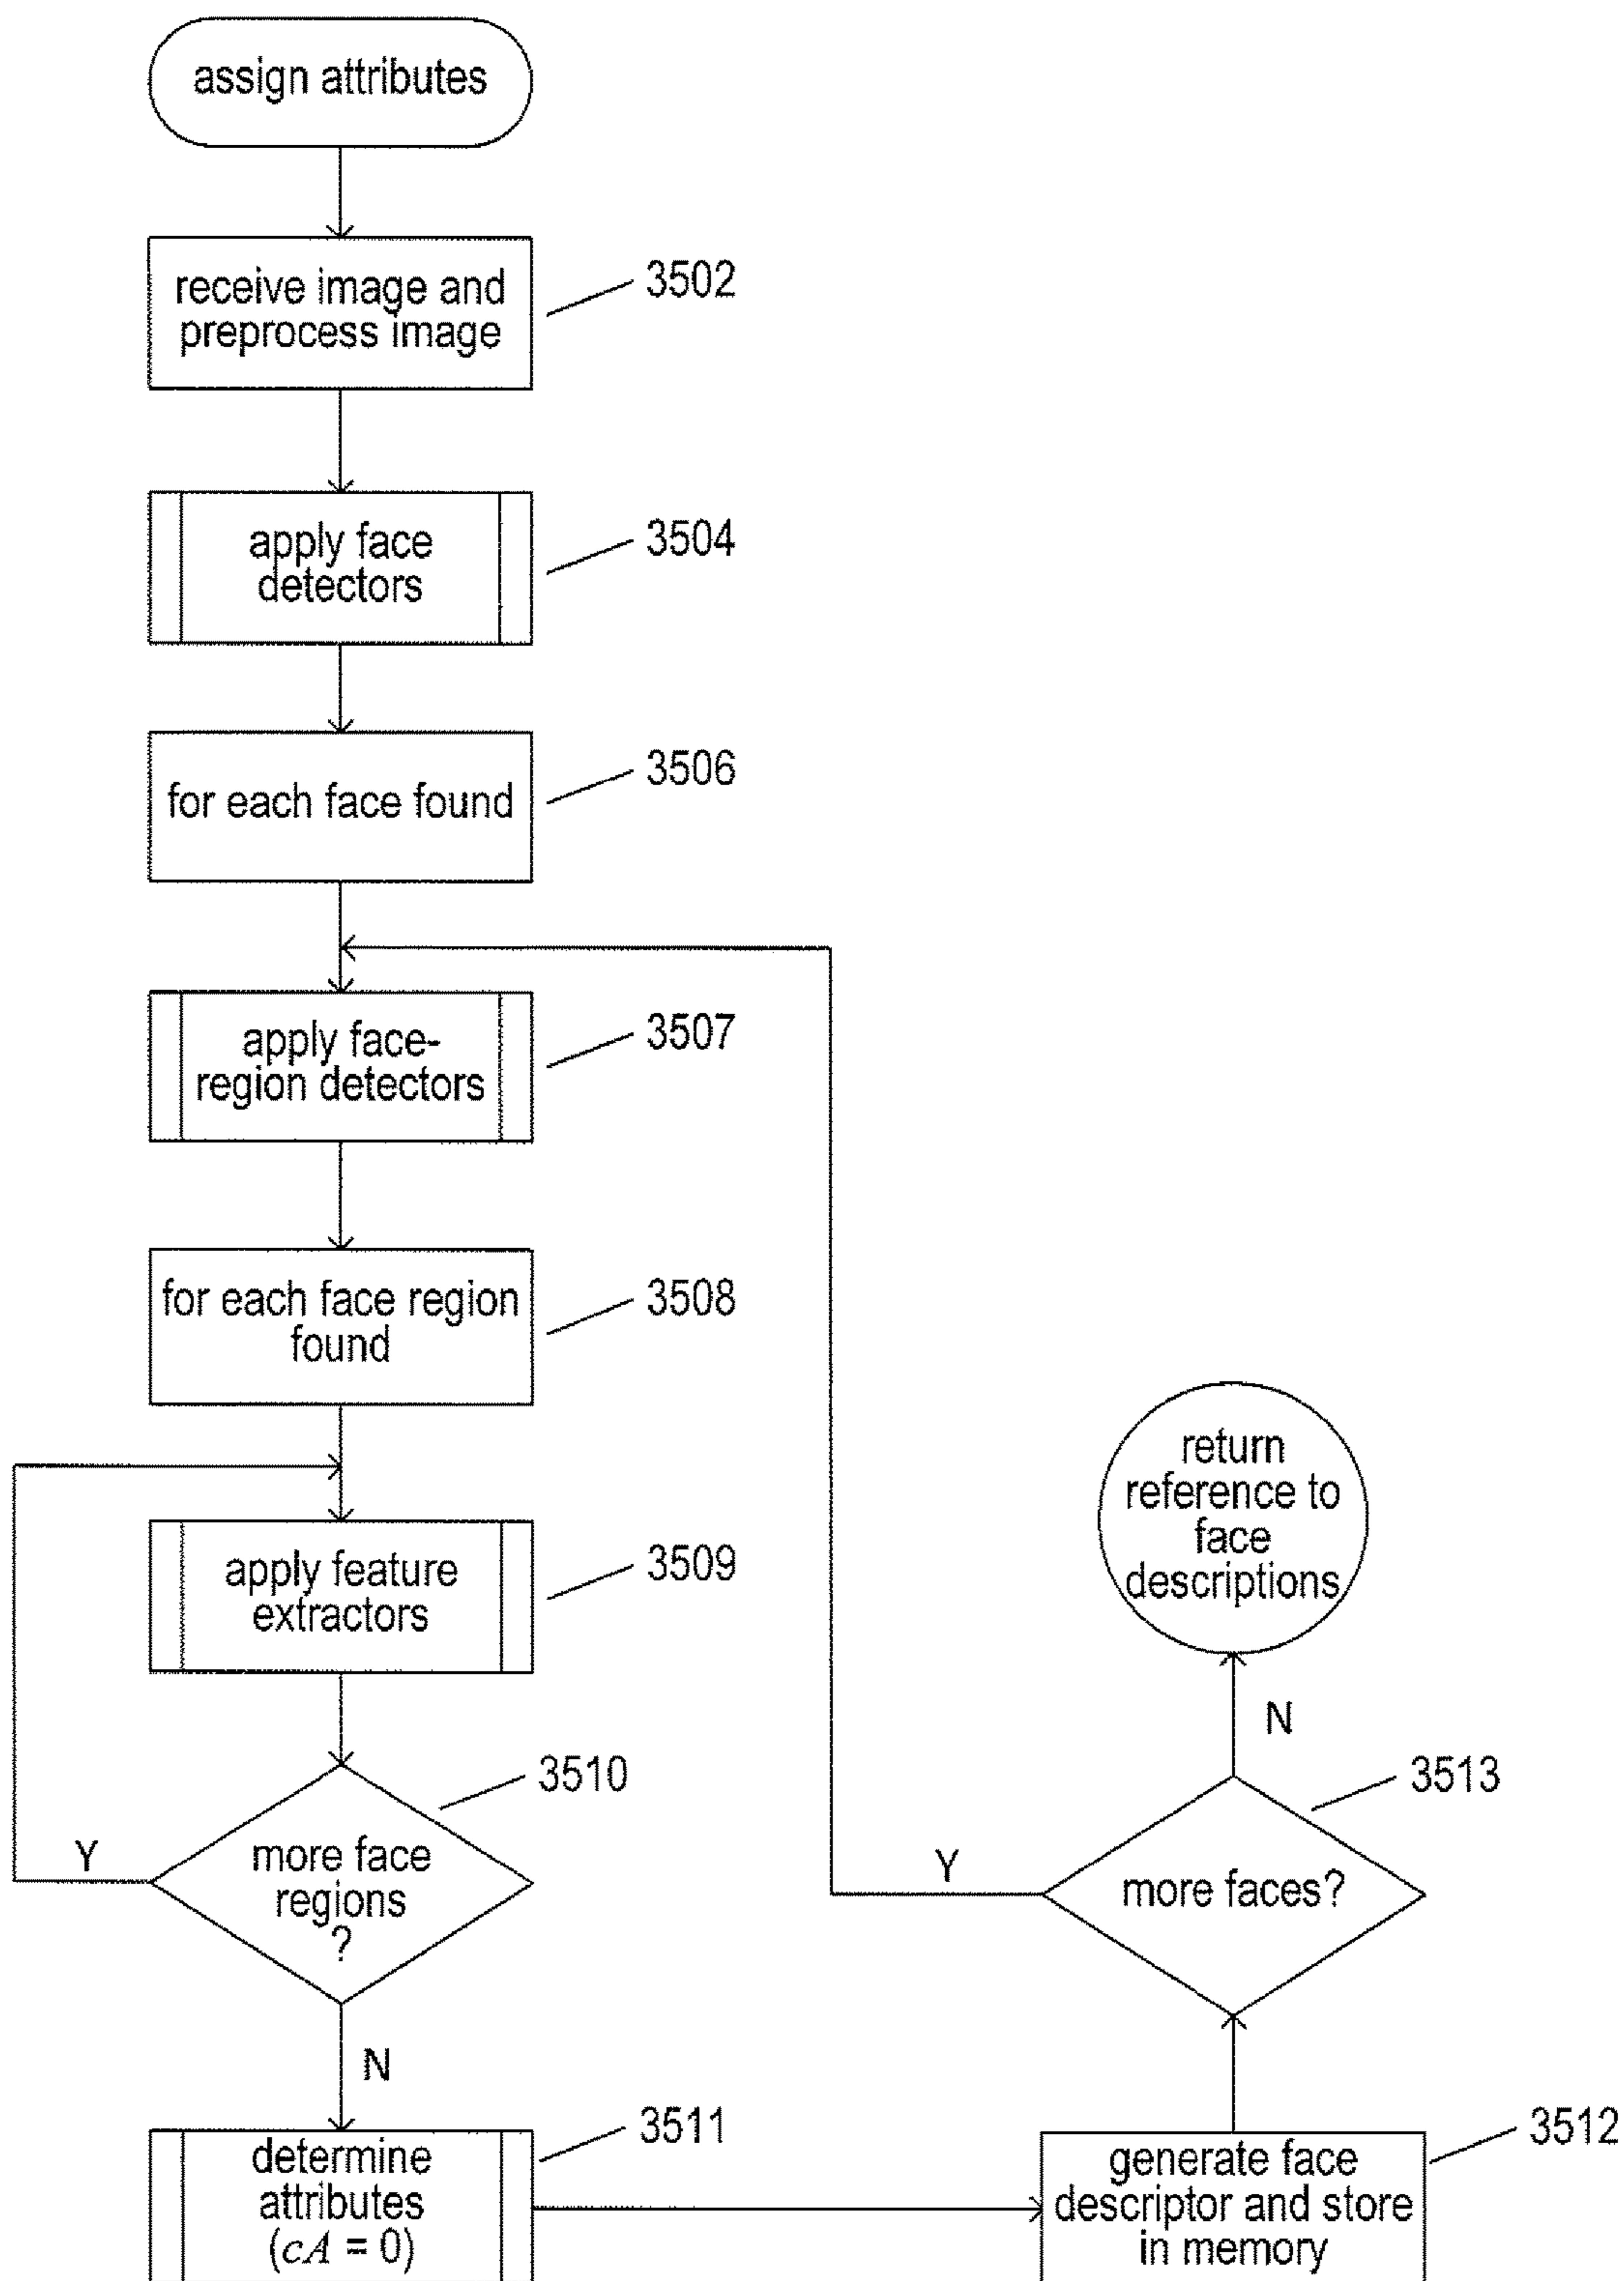 assign attributes
receive image and
preprocess image
3502
apply face
detectors
3504
for each face found
3506
apply face-
region detectors
3507
for each face region
found
3508
apply feature
extractors
3509
more face
regions
?
3510
Y
N
determine
attributes
(cA = 0)
3511
generate face
descriptor and store
in memory
3512
more faces?
3513
Y
N
return
reference to
face
descriptions